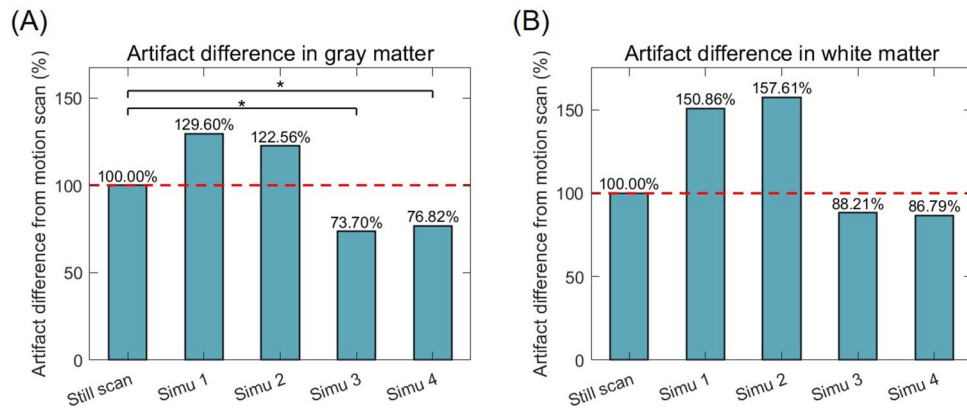 (A)
Artifact difference in gray matter
Artifact difference from motion scan (%)
150
100
50
0
*
*
100.00%
129.60%
122.56%
73.70%
76.82%
Still scan
Simu 1
Simu 2
Simu 3
Simu 4
(B)
Artifact difference in white matter
Artifact difference from motion scan (%)
150
100
50
0
100.00%
150.86%
157.61%
88.21%
86.79%
Still scan
Simu 1
Simu 2
Simu 3
Simu 4